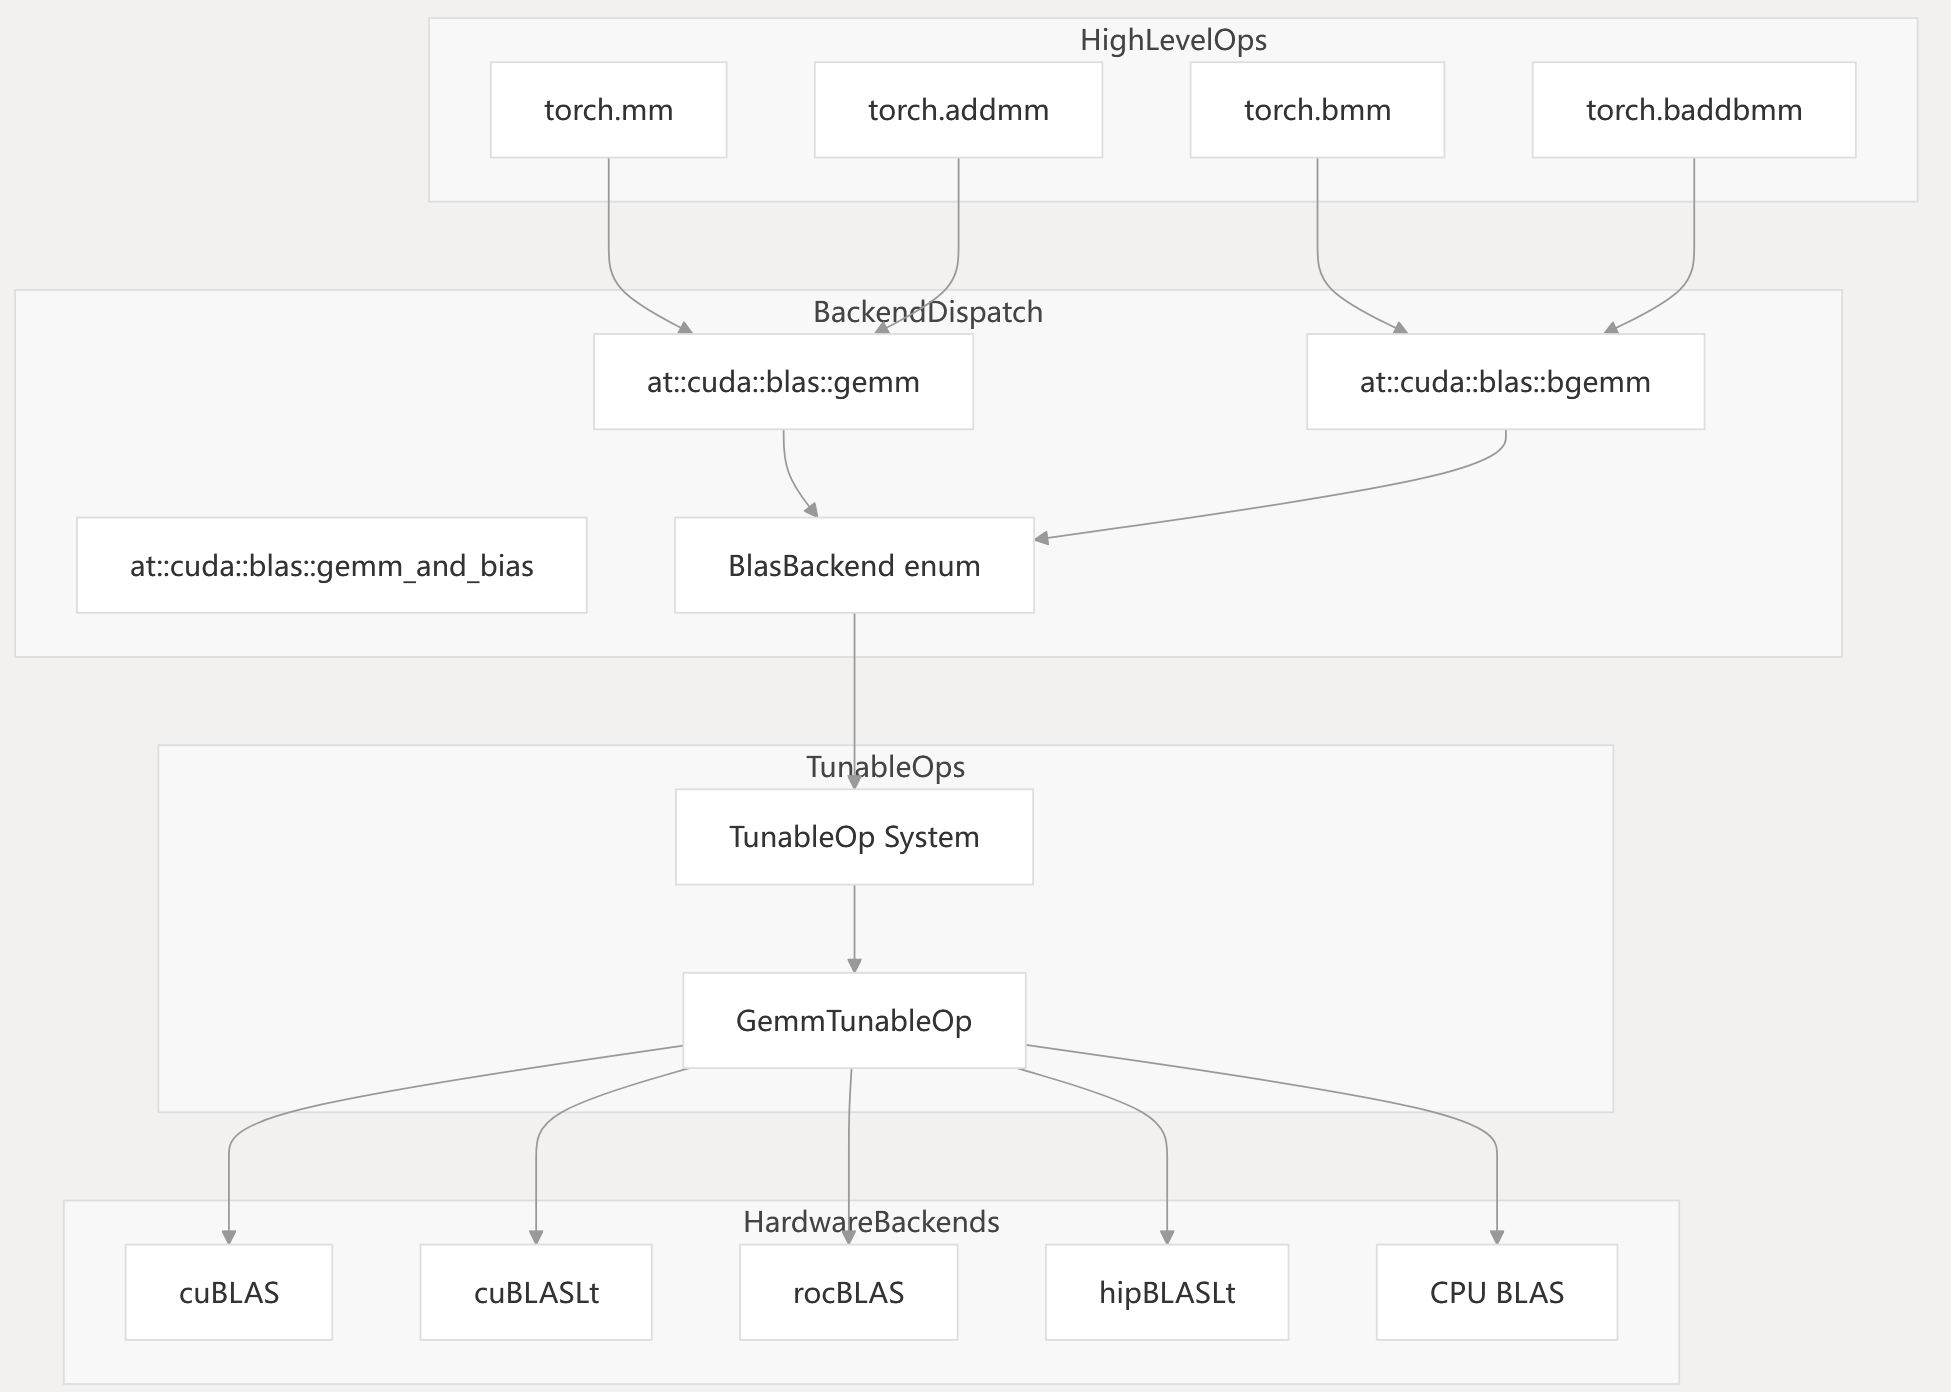 HighLevelOps
torch.mm
torch.addmm
torch.bmm
torch.baddbmm
BackendDispatch
at::cuda::blas::gemm
at::cuda::blas::bgemm
at::cuda::blas::gemm_and_bias
BlasBackend enum
TunableOps
TunableOp System
GemmTunableOp
HardwareBackends
cuBLAS
cuBLASLt
rocBLAS
hipBLASLt
CPU BLAS